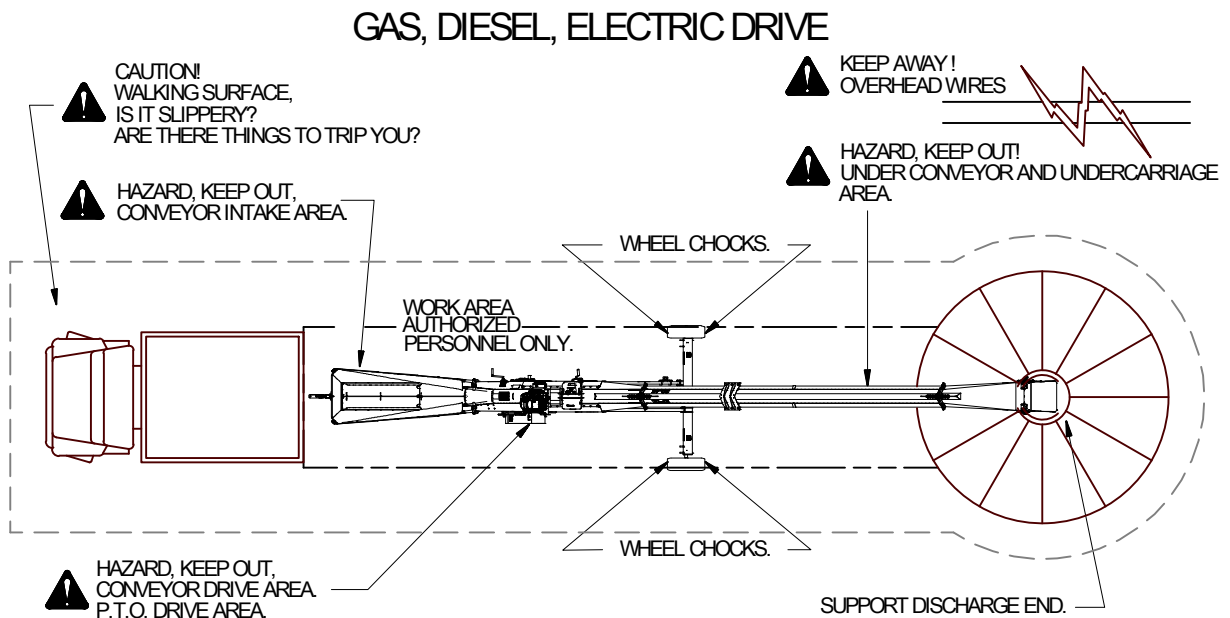 GAS, DIESEL, ELECTRIC DRIVE
CAUTION!
WALKING SURFACE,
IS IT SLIPPERY?
ARE THERE THINGS TO TRIP YOU?
KEEP AWAY !
OVERHEAD WIRES
HAZARD, KEEP OUT!
UNDER CONVEYOR AND UNDERCARRIAGE
AREA.
HAZARD, KEEP OUT,
CONVEYOR INTAKE AREA.
WHEEL CHOCKS.
WORK AREA
AUTHORIZED
PERSONNEL ONLY.
WHEEL CHOCKS.
HAZARD, KEEP OUT,
CONVEYOR DRIVE AREA.
P.T.O. DRIVE AREA.
SUPPORT DISCHARGE END.